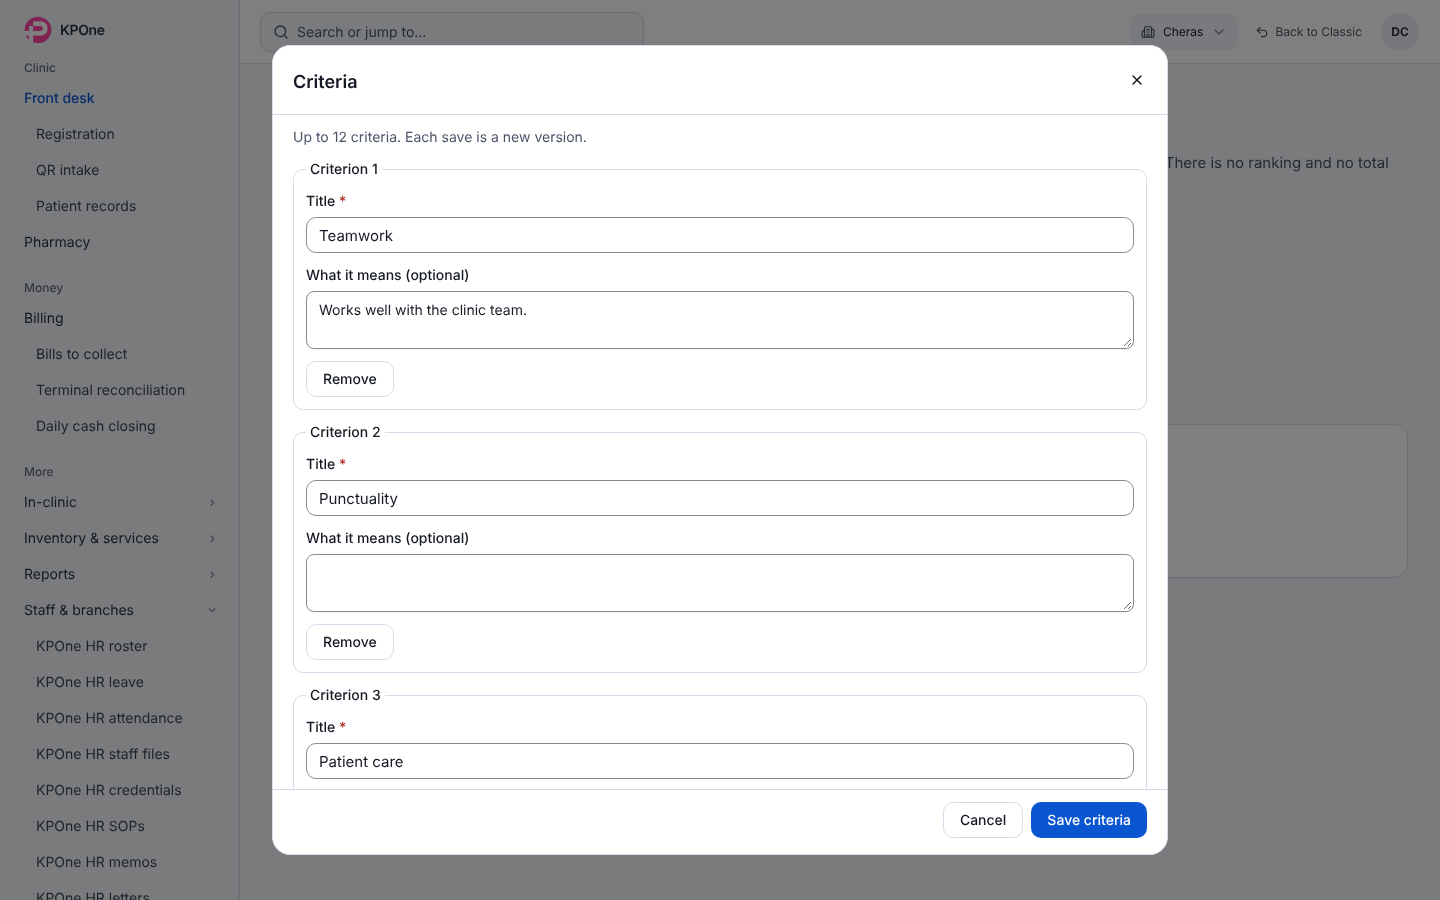 KPOne
Search or jump to...
Cheras
Back to Classic
DC
Clinic
Front desk
Registration
QR intake
Patient records
Pharmacy
Money
Billing
Bills to collect
Terminal reconciliation
Daily cash closing
More
In-clinic
Inventory & services
Reports
Staff & branches
KPOne HR roster
KPOne HR leave
KPOne HR attendance
KPOne HR staff files
KPOne HR credentials
KPOne HR SOPs
KPOne HR memos
KPOne HR letters
There is no ranking and no total
Criteria
Up to 12 criteria. Each save is a new version.
Criterion 1
Title *
Teamwork
What it means (optional)
Works well with the clinic team.
Remove
Criterion 2
Title *
Punctuality
What it means (optional)
Remove
Criterion 3
Title *
Patient care
Cancel
Save criteria